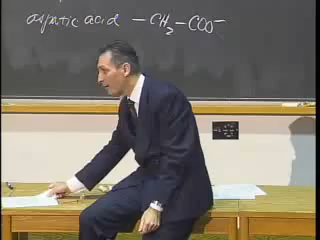 aspartic acid —CH₂—COO⁻